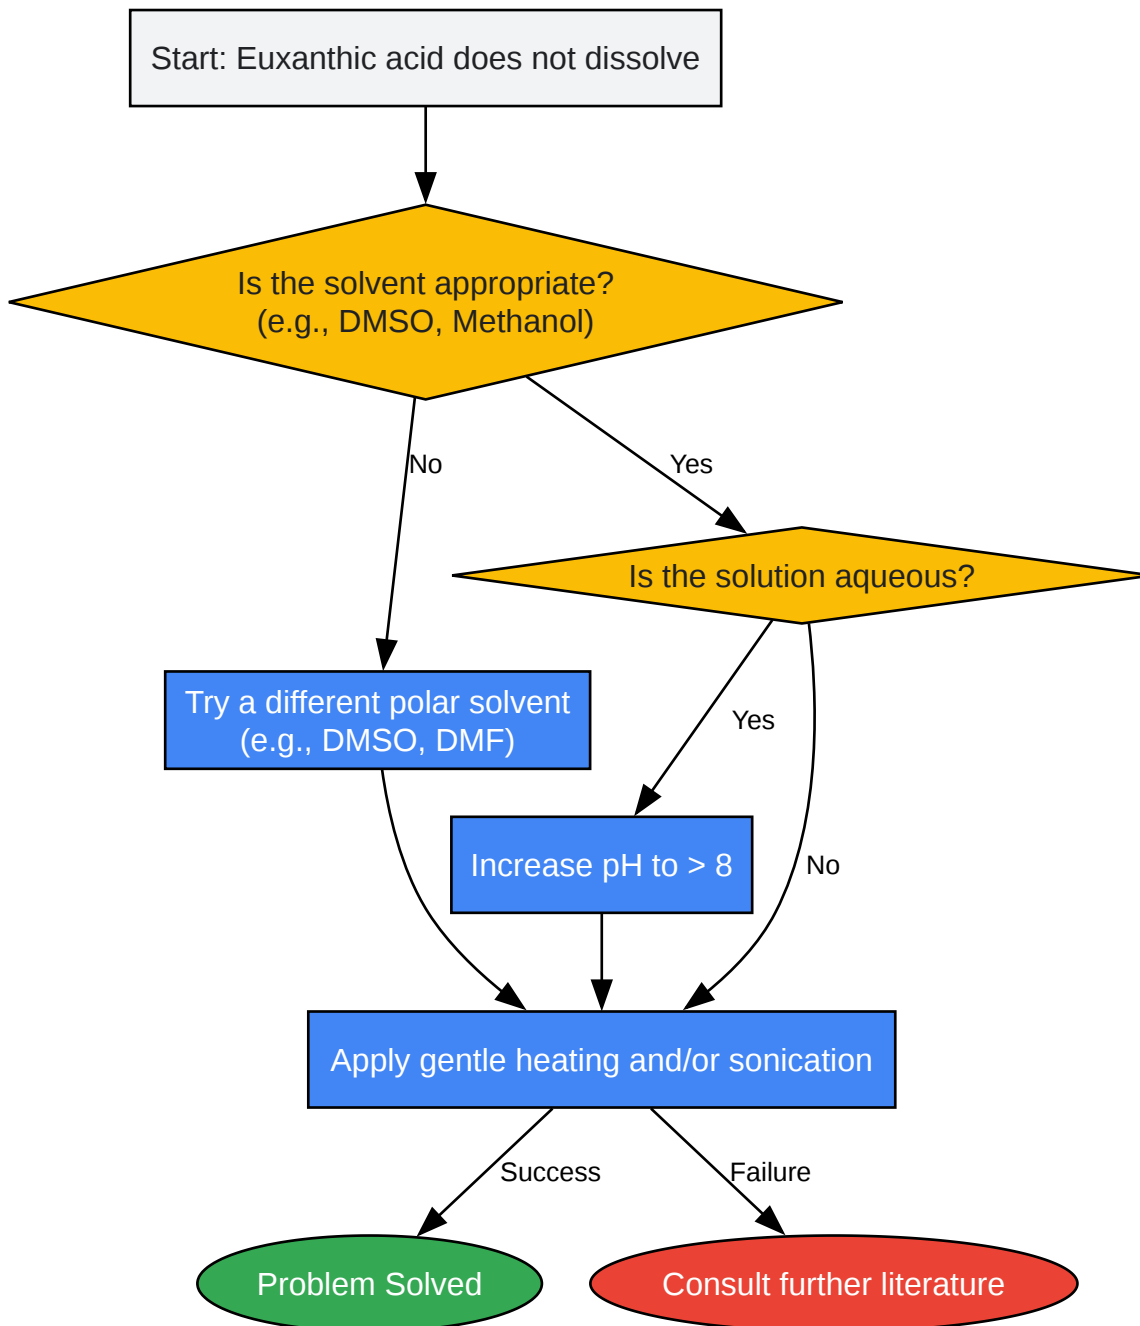 Start: Euxanthic acid does not dissolve
Is the solvent appropriate?
(e.g., DMSO, Methanol)
No
Yes
Is the solution aqueous?
Try a different polar solvent
(e.g., DMSO, DMF)
Yes
Increase pH to > 8
No
Apply gentle heating and/or sonication
Success
Failure
Problem Solved
Consult further literature